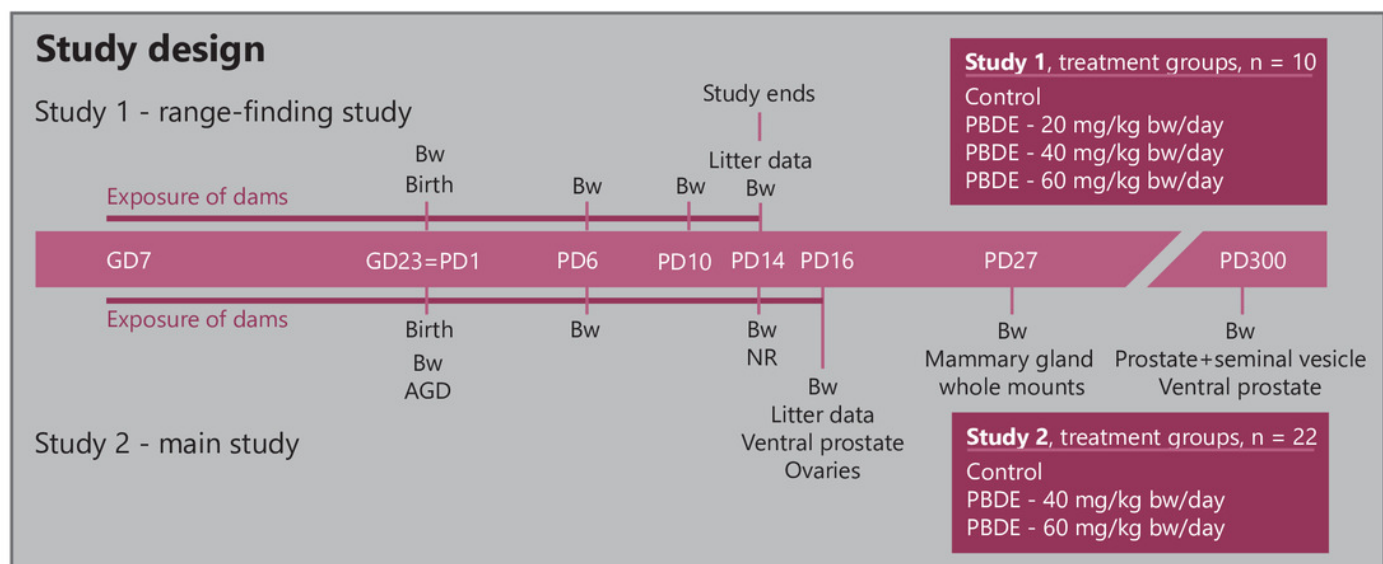 Study design
Study 1 - range-finding study
Study 1, treatment groups, n = 10
Control
PBDE - 20 mg/kg bw/day
PBDE - 40 mg/kg bw/day
PBDE - 60 mg/kg bw/day
Study ends
Litter data
Bw
Bw
Birth
Bw
Bw
Exposure of dams
GD7
GD23=PD1
PD6
PD10
PD14
PD16
PD27
PD300
Exposure of dams
Birth
Bw
AGD
Bw
Bw
NR
Bw
Litter data
Ventral prostate
Ovaries
Bw
Mammary gland
whole mounts
Bw
Prostate+seminal vesicle
Ventral prostate
Study 2 - main study
Study 2, treatment groups, n = 22
Control
PBDE - 40 mg/kg bw/day
PBDE - 60 mg/kg bw/day